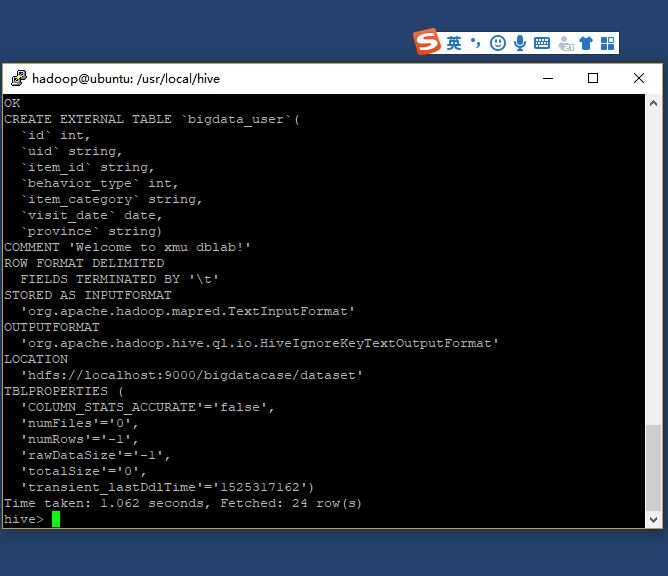 英
hadoop@ubuntu: /usr/local/hive
OK
CREATE EXTERNAL TABLE `bigdata_user`(
  `id` int,
  `uid` string,
  `item_id` string,
  `behavior_type` int,
  `item_category` string,
  `visit_date` date,
  `province` string)
COMMENT 'Welcome to xmu dblab!'
ROW FORMAT DELIMITED
  FIELDS TERMINATED BY '\t'
STORED AS INPUTFORMAT
  'org.apache.hadoop.mapred.TextInputFormat'
OUTPUTFORMAT
  'org.apache.hadoop.hive.ql.io.HiveIgnoreKeyTextOutputFormat'
LOCATION
  'hdfs://localhost:9000/bigdatacase/dataset'
TBLPROPERTIES (
  'COLUMN_STATS_ACCURATE'='false',
  'numFiles'='0',
  'numRows'='-1',
  'rawDataSize'='-1',
  'totalSize'='0',
  'transient_lastDdlTime'='1525317162')
Time taken: 1.062 seconds, Fetched: 24 row(s)
hive>